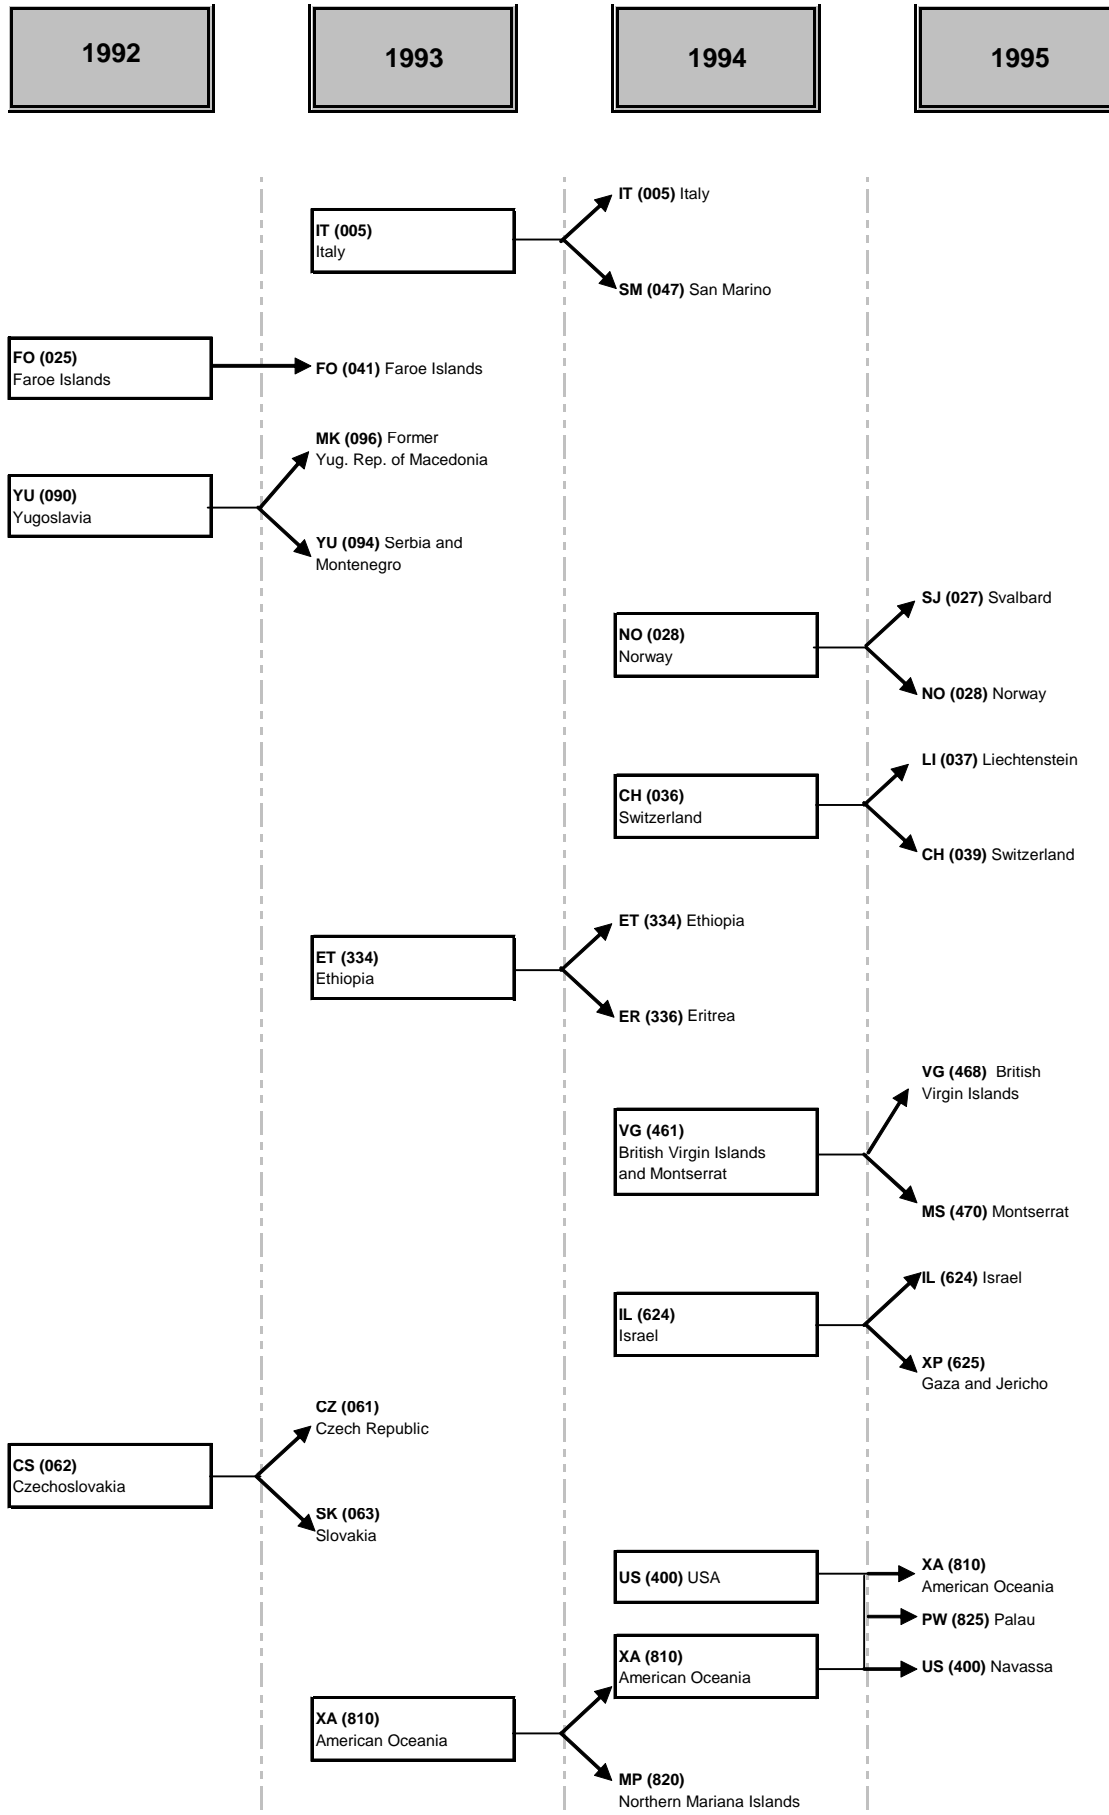 1992
1993
1994
1995
IT (005) Italy
IT (005)
Italy
SM (047) San Marino
FO (025)
Faroe Islands
FO (041) Faroe Islands
MK (096) Former
Yug. Rep. of Macedonia
YU (090)
Yugoslavia
YU (094) Serbia and
Montenegro
SJ (027) Svalbard
NO (028)
Norway
NO (028) Norway
LI (037) Liechtenstein
CH (036)
Switzerland
CH (039) Switzerland
ET (334) Ethiopia
ET (334)
Ethiopia
ER (336) Eritrea
VG (468) British
Virgin Islands
VG (461)
British Virgin Islands
and Montserrat
MS (470) Montserrat
IL (624) Israel
IL (624)
Israel
XP (625)
Gaza and Jericho
CZ (061)
Czech Republic
CS (062)
Czechoslovakia
SK (063)
Slovakia
US (400) USA
XA (810)
American Oceania
PW (825) Palau
XA (810)
American Oceania
US (400) Navassa
XA (810)
American Oceania
MP (820)
Northern Mariana Islands